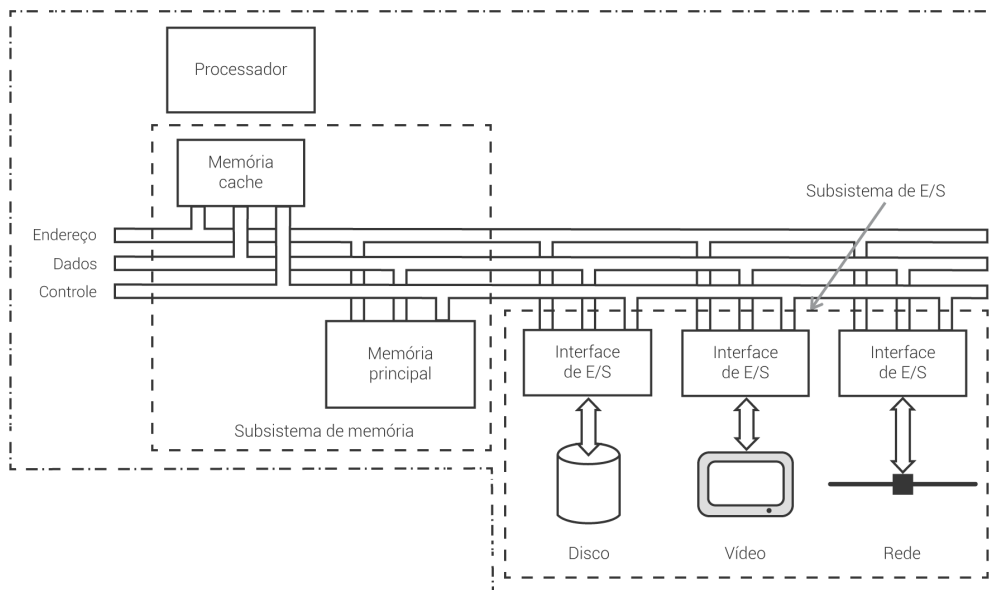 Processador
Memória
cache
Subsistema de E/S
Endereço
Dados
Controle
Memória
principal
Interface
de E/S
Interface
de E/S
Interface
de E/S
Subsistema de memória
Disco
Vídeo
Rede